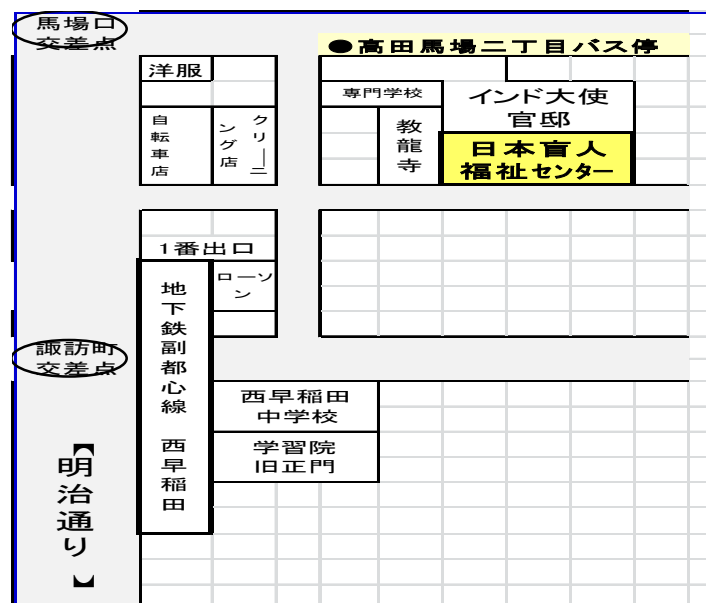 馬場口
交差点
●高田馬場二丁目バス停
洋服
専門学校
インド大使
官邸
自転車店
クリーニ
ング店
教龍寺
日本盲人
福祉センター
1番出口
地下鉄副都心線 西早稲田
ローソ
ン
諏訪町
交差点
西早稲田
中学校
学習院
旧正門
【明治通り】